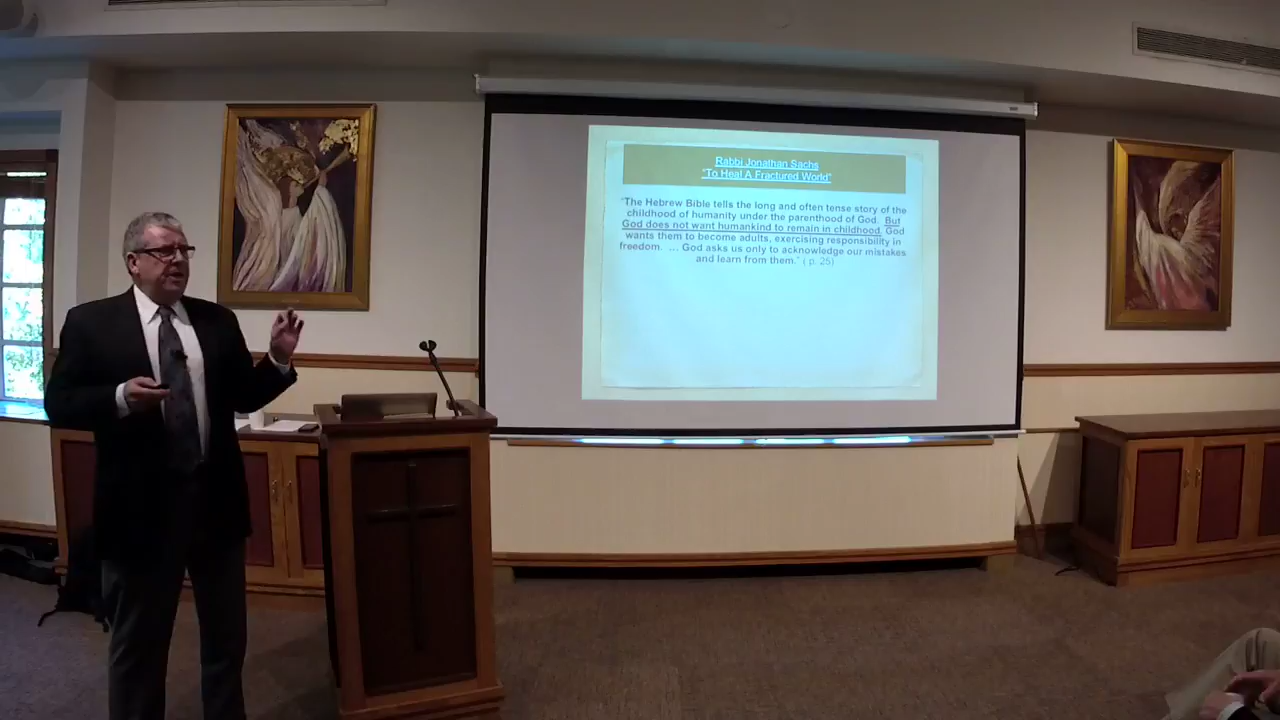 Rabbi Jonathan Sachs
"To Heal A Fractured World"
"The Hebrew Bible tells the long and often tense story of the
childhood of humanity under the parenthood of God. But
God does not want humankind to remain in childhood. God
wants them to become adults, exercising responsibility in
freedom. … God asks us only to acknowledge our mistakes
and learn from them." ( p. 25)